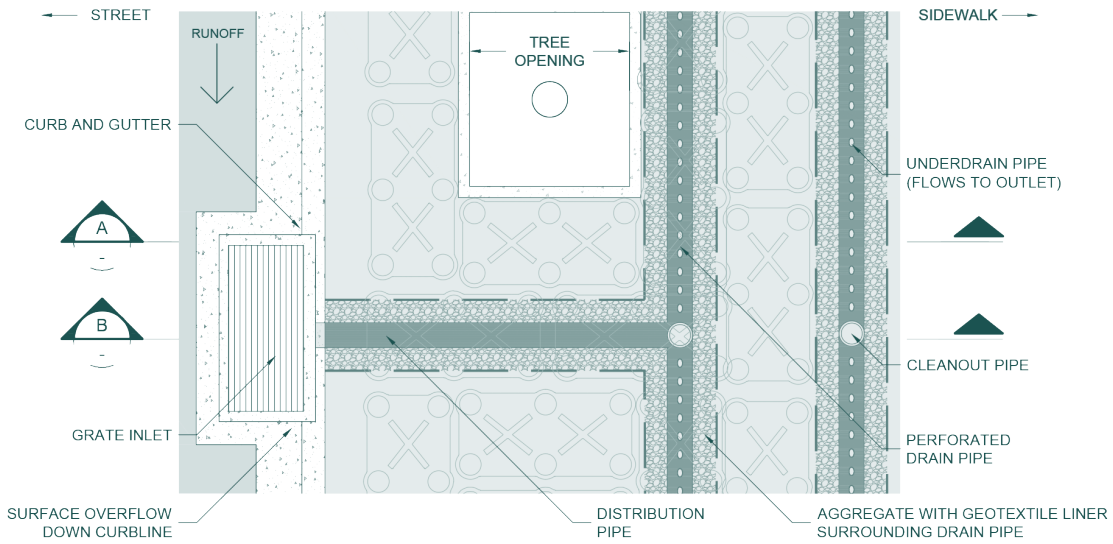 STREET
SIDEWALK
RUNOFF
TREE
OPENING
CURB AND GUTTER
UNDERDRAIN PIPE
(FLOWS TO OUTLET)
A
-
B
-
CLEANOUT PIPE
GRATE INLET
PERFORATED
DRAIN PIPE
SURFACE OVERFLOW
DOWN CURBLINE
DISTRIBUTION
PIPE
AGGREGATE WITH GEOTEXTILE LINER
SURROUNDING DRAIN PIPE